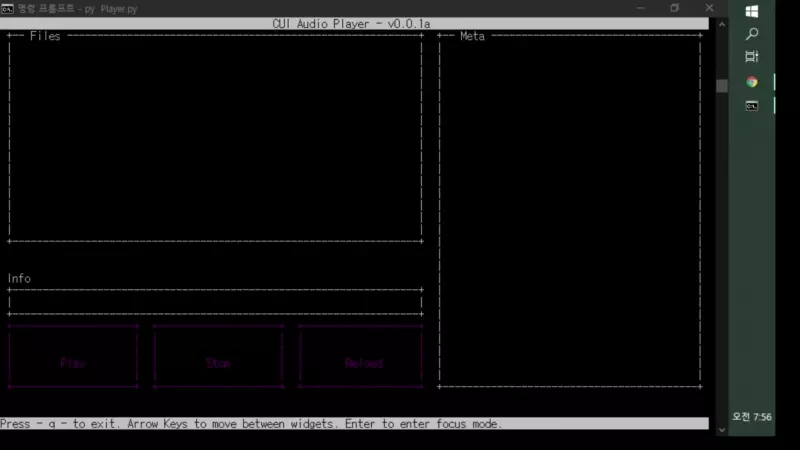 명령 프롬프트 - py Player.py
CUI Audio Player - v0.0.1a
Files
Meta
Info
Play
Stop
Reload
Press - q - to exit. Arrow Keys to move between widgets. Enter to enter focus mode.
오전 7:56